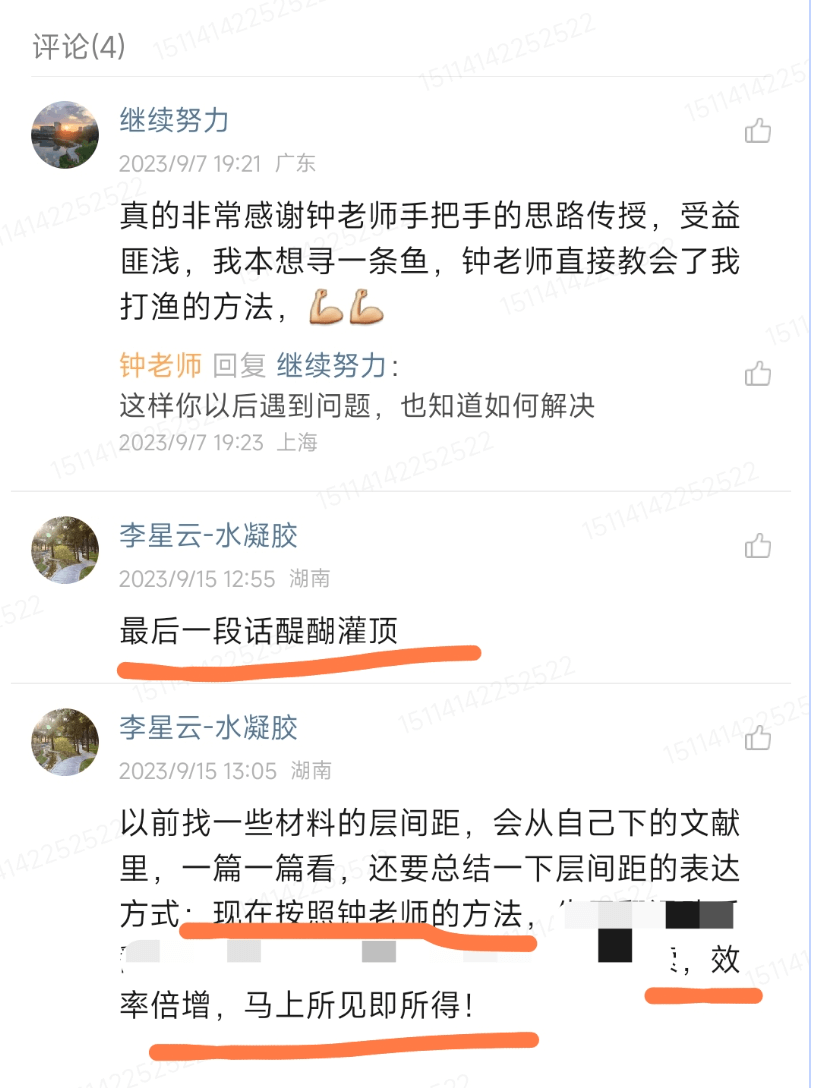 评论(4)
继续努力
2023/9/7 19:21 广东
真的非常感谢钟老师手把手的思路传授，受益
匪浅，我本想寻一条鱼，钟老师直接教会了我
打渔的方法，💪💪
钟老师 回复 继续努力：
这样你以后遇到问题，也知道如何解决
2023/9/7 19:23 上海
李星云-水凝胶
2023/9/15 12:55 湖南
最后一段话醍醐灌顶
李星云-水凝胶
2023/9/15 13:05 湖南
以前找一些材料的层间距，会从自己下的文献
里，一篇一篇看，还要总结一下层间距的表达
方式；现在按照钟老师的方法，
，效
率倍增，马上所见即所得！
15114142252522